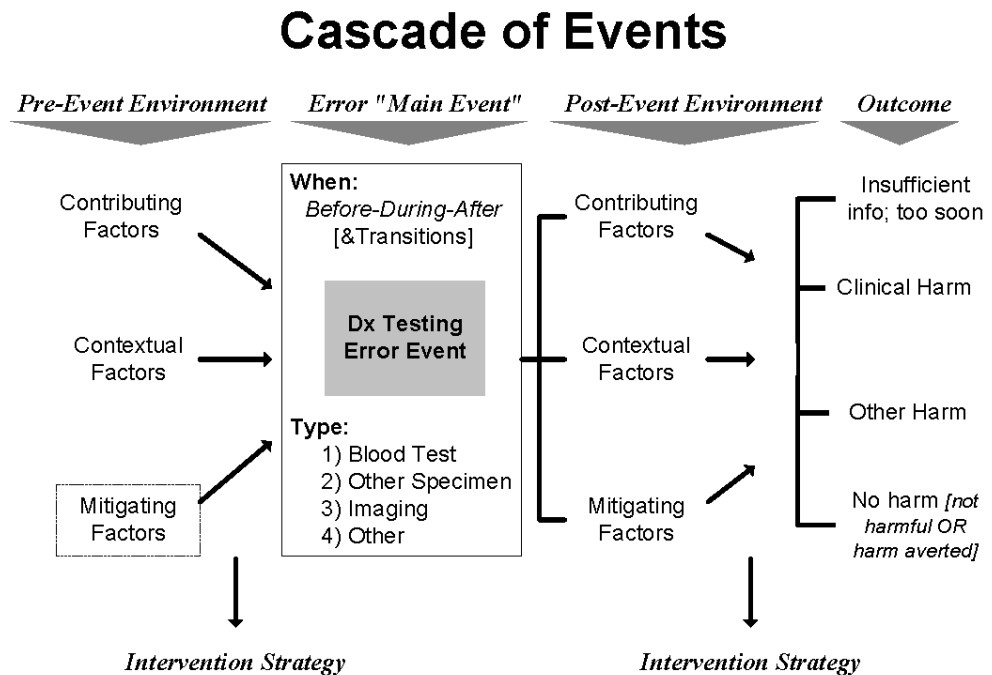 Cascade of Events
Pre-Event Environment
Error "Main Event"
Post-Event Environment
Outcome
Contributing
Factors
Contextual
Factors
Mitigating
Factors
When:
Before-During-After
[&Transitions]
Dx Testing
Error Event
Type:
1) Blood Test
2) Other Specimen
3) Imaging
4) Other
Contributing
Factors
Contextual
Factors
Mitigating
Factors
Insufficient
info; too soon
Clinical Harm
Other Harm
No harm [not
harmful OR
harm averted]
Intervention Strategy
Intervention Strategy